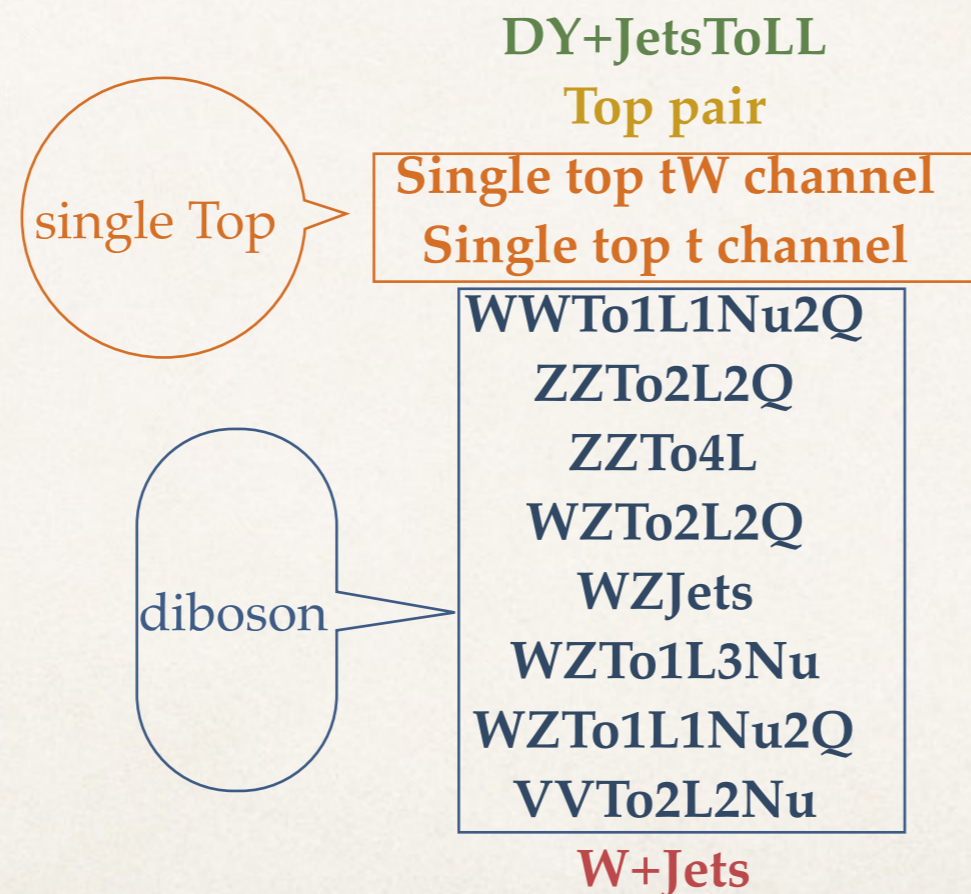 DY+JetsToLL
Top pair
single Top
Single top tW channel
Single top t channel
diboson
WWTo1L1Nu2Q
ZZTo2L2Q
ZZTo4L
WZTo2L2Q
WZJets
WZTo1L3Nu
WZTo1L1Nu2Q
VVTo2L2Nu
W+Jets